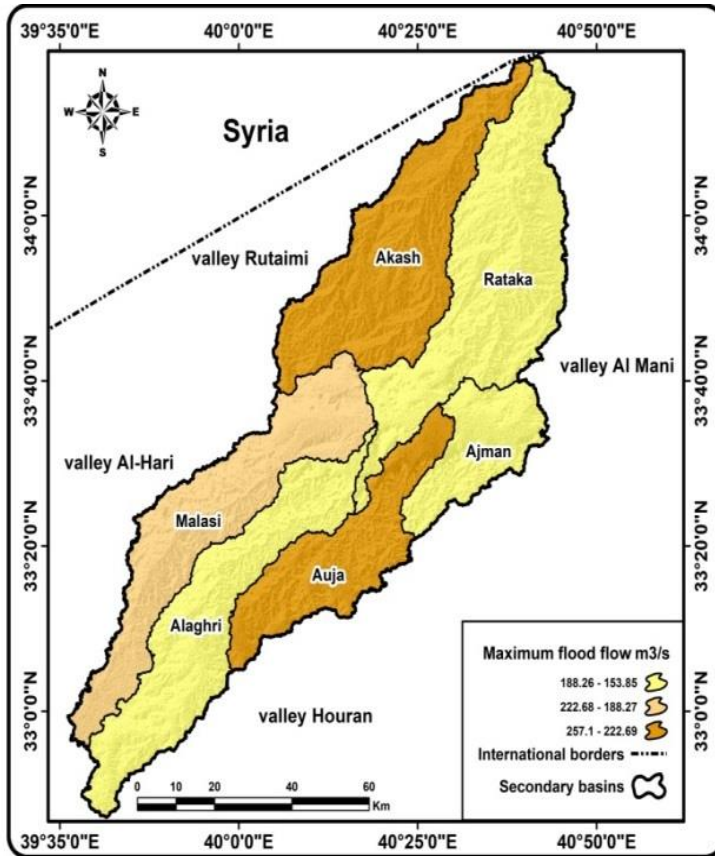 39°35'0"E 40°0'0" 40°25'0" 40°50'0"
N
W E
S
Syria
34°0'0"N
34°0'0"N
valley Rutaimi
Akash
Rataka
33°40'0"N
33°40'0"N
valley Al Mani
valley Al-Hari
Ajman
Malasi
33°20'0"N
33°20'0"N
Auja
Alaghri
valley Houran
33°0'0"N
33°0'0"N
Maximum flood flow m3/s
188.26 - 153.85
222.68 - 188.27
257.1 - 222.69
International borders
Secondary basins
0 10 20 40 60
Km
39°35'0"E 40°0'0" 40°25'0" 40°50'0"